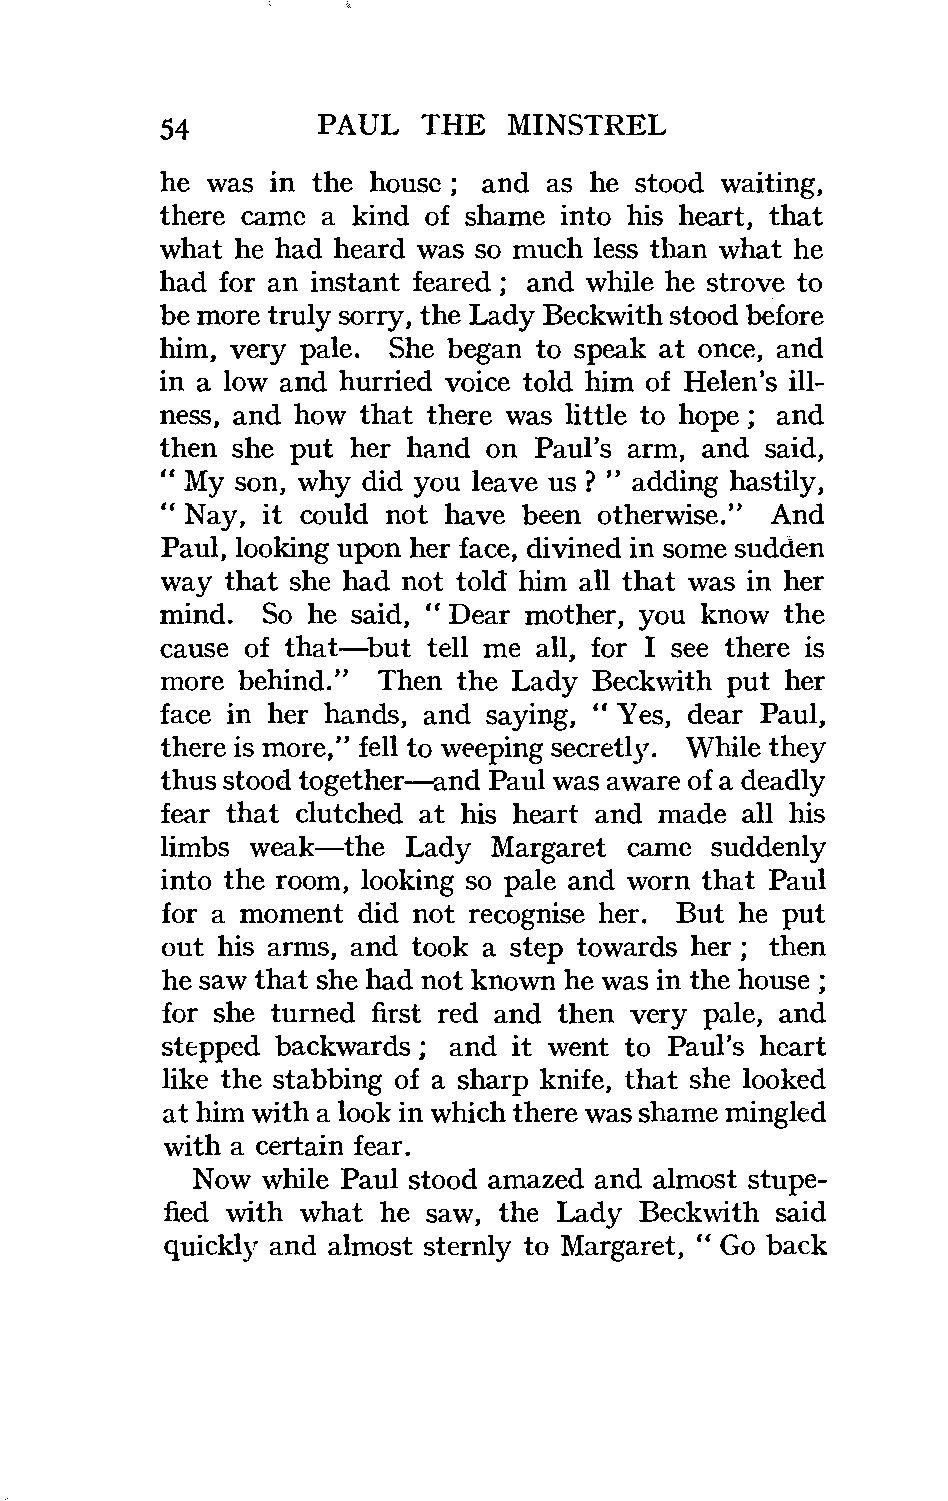 54 PAUL THE MINSTREL
he was in the house ; and as he stood waiting,
there came a kind of shame into his heart, that
what he had heard was so much less than what he
had for an instant feared ; and while he strove to
be more truly sorry, the Lady Beckwith stood before
him, very pale. She began to speak at once, and
in a low and hurried voice told him of Helen's ill-
ness, and how that there was little to hope ; and
then she put her hand on Paul's arm, and said,
" My son, why did you leave us ? " adding hastily,
" Nay, it could not have been otherwise." And
Paul, looking upon her face, divined in some sudden
way that she had not told him all that was in her
mind. So he said, " Dear mother, you know the
cause of that—but tell me all, for I see there is
more behind." Then the Lady Beckwith put her
face in her hands, and saying, " Yes, dear Paul,
there is more," fell to weeping secretly. While they
thus stood together—and Paul was aware of a deadly
fear that clutched at his heart and made all his
limbs weak—the Lady Margaret came suddenly
into the room, looking so pale and worn that Paul
for a moment did not recognise her. But he put
out his arms, and took a step towards her ; then
he saw that she had not known he was in the house ;
for she turned first red and then very pale, and
stepped backwards ; and it went to Paul's heart
like the stabbing of a sharp knife, that she looked
at him with a look in which there was shame mingled
with a certain fear.
Now while Paul stood amazed and almost stupe-
fied with what he saw, the Lady Beckwith said
quickly and almost sternly to Margaret, " Go back